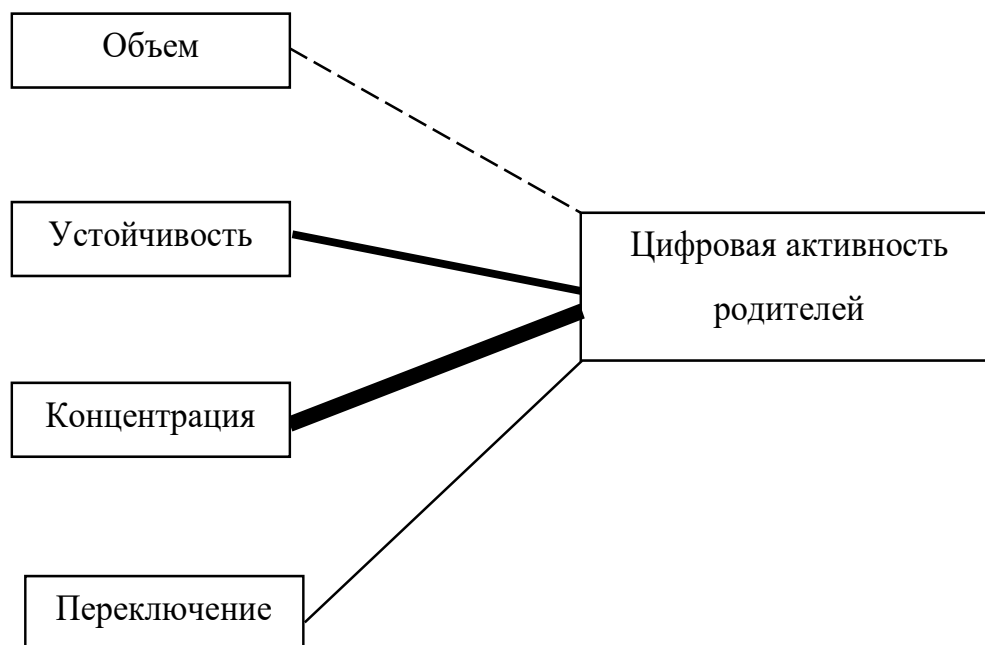 Объем
Устойчивость
Цифровая активность
родителей
Концентрация
Переключение